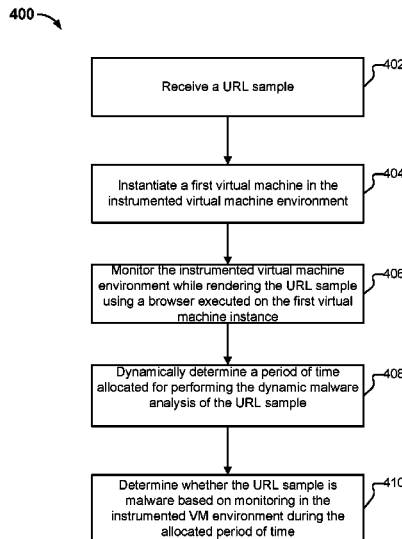 400
402
Receive a URL sample
404
Instantiate a first virtual machine in the
instrumented virtual machine environment
406
Monitor the instrumented virtual machine
environment while rendering the URL sample
using a browser executed on the first virtual
machine instance
408
Dynamically determine a period of time
allocated for performing the dynamic malware
analysis of the URL sample
410
Determine whether the URL sample is
malware based on monitoring in the
instrumented VM environment during the
allocated period of time